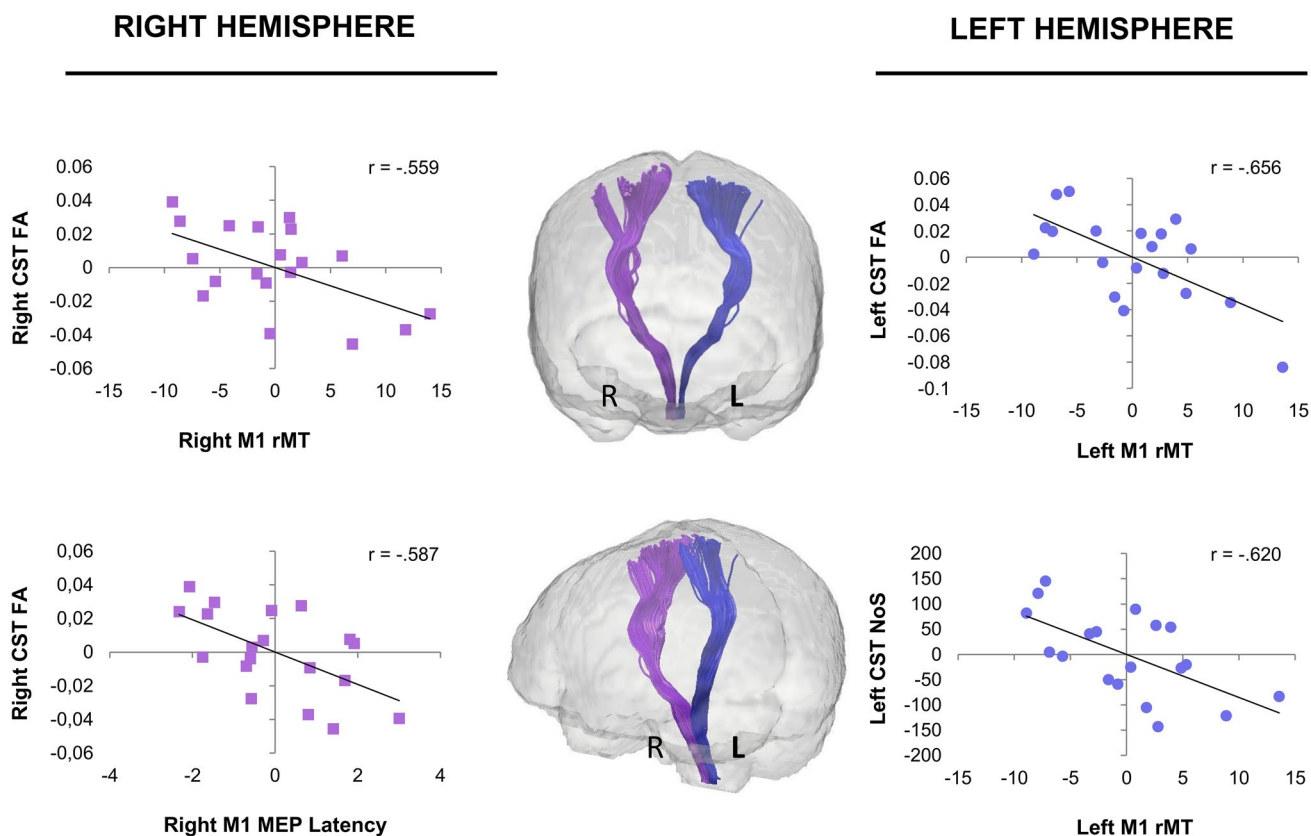 RIGHT HEMISPHERE
LEFT HEMISPHERE
r = -.559
0.06
0.04
0.02
0
-0.02
-0.04
-0.06
-15 -10 -5 0 5 10 15
Right CST FA
Right M1 rMT
R L
r = -.656
0.06
0.04
0.02
0
-0.02
-0.04
-0.06
-0.08
-0.1
-15 -10 -5 0 5 10 15
Left CST FA
Left M1 rMT
r = -.587
0,06
0,04
0,02
0
-0,02
-0,04
-0,06
-4 -2 0 2 4
Right CST FA
Right M1 MEP Latency
R L
r = -.620
200
150
100
50
0
-50
-100
-150
-200
-15 -10 -5 0 5 10 15
Left CST NoS
Left M1 rMT